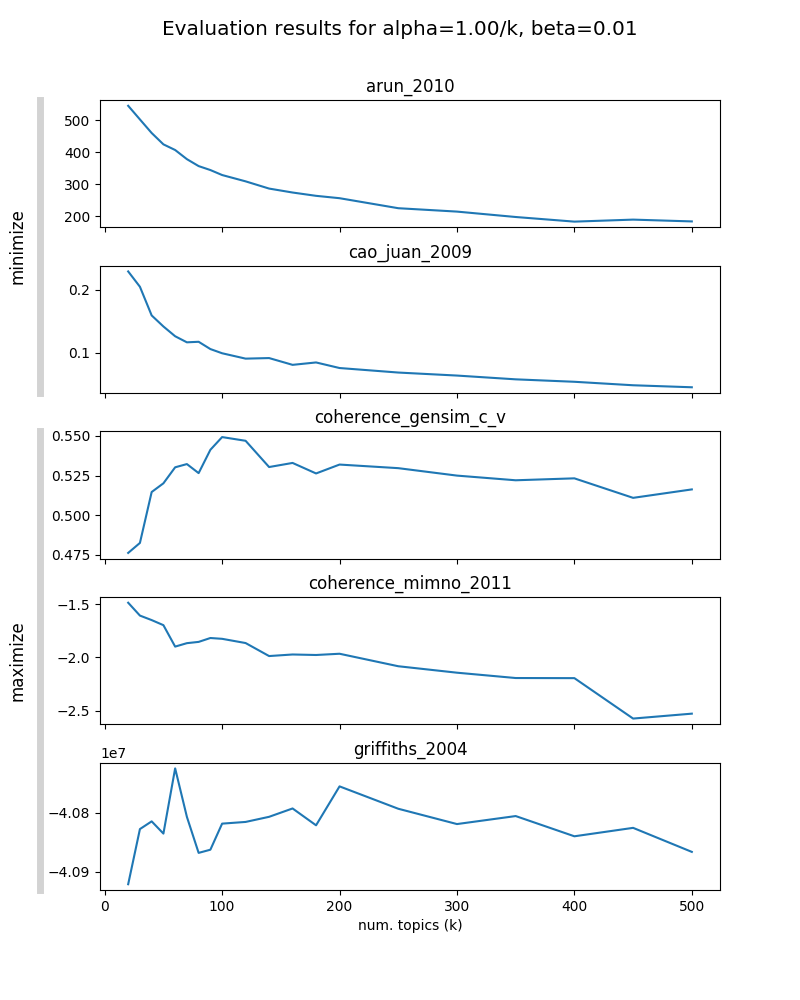 Evaluation results for alpha=1.00/k, beta=0.01
minimize
arun_2010
500
400
300
200
cao_juan_2009
0.2
0.1
maximize
coherence_gensim_c_v
0.550
0.525
0.500
0.475
coherence_mimno_2011
−1.5
−2.0
−2.5
griffiths_2004
1e7
−4.08
−4.09
0 100 200 300 400 500
num. topics (k)